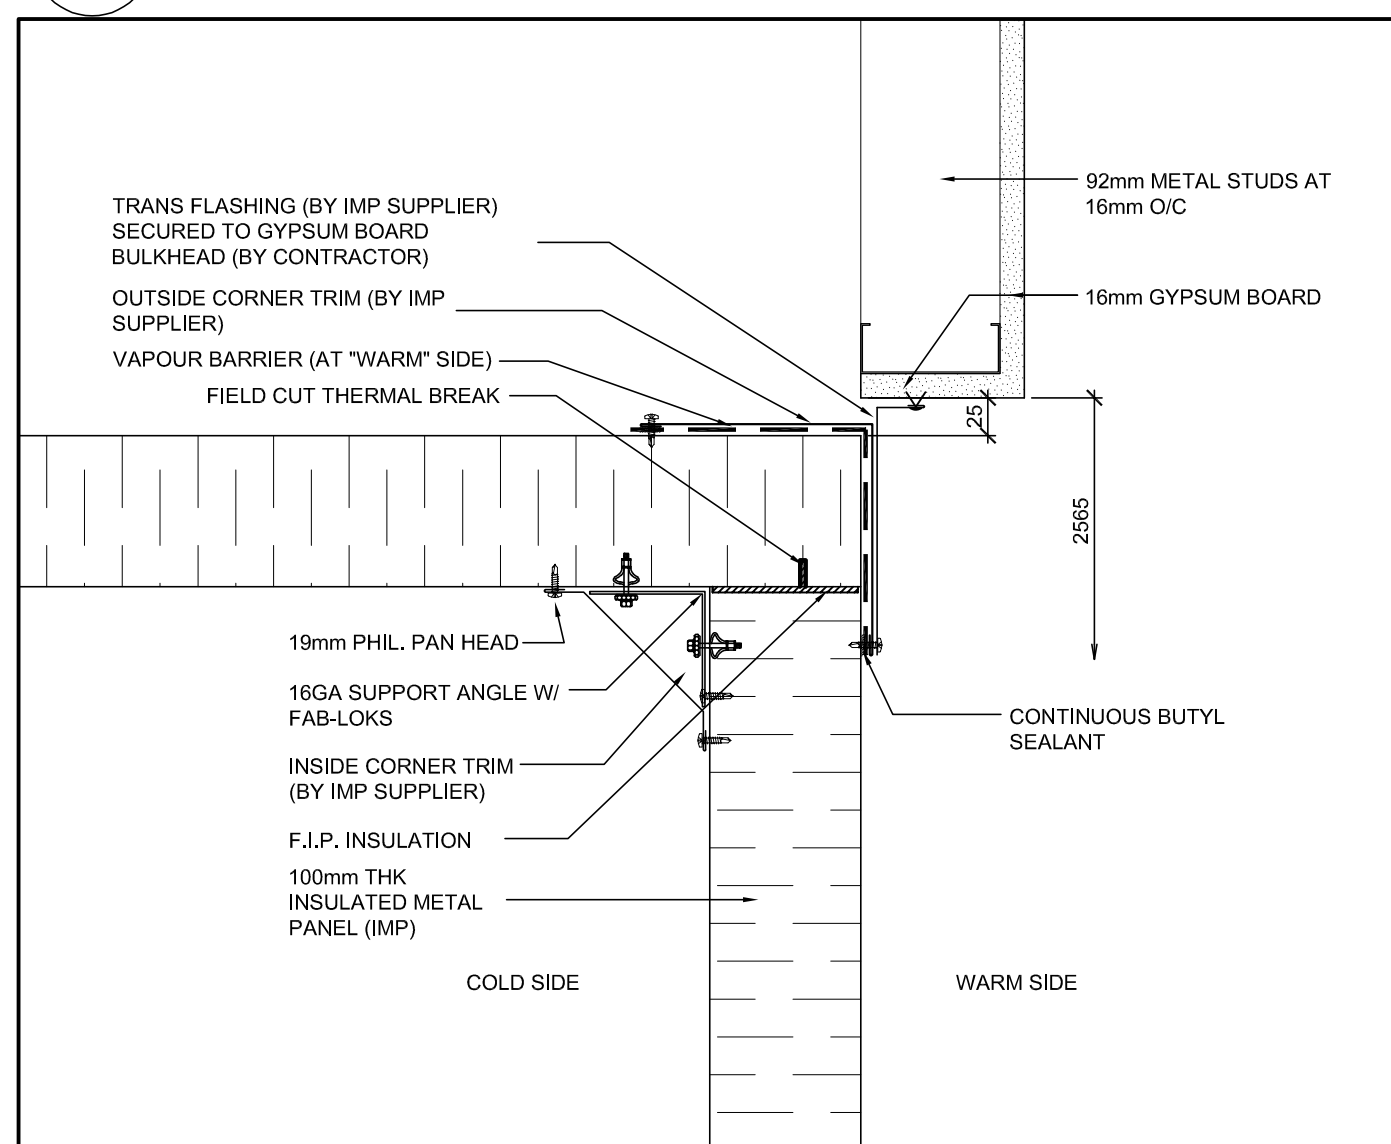 TRANS FLASHING (BY IMP SUPPLIER)
SECURED TO GYPSUM BOARD
BULKHEAD (BY CONTRACTOR)
OUTSIDE CORNER TRIM (BY IMP
SUPPLIER)
VAPOUR BARRIER (AT "WARM" SIDE)
FIELD CUT THERMAL BREAK
92mm METAL STUDS AT
16mm O/C
16mm GYPSUM BOARD
25
2565
19mm PHIL. PAN HEAD
16GA SUPPORT ANGLE W/
FAB-LOKS
INSIDE CORNER TRIM
(BY IMP SUPPLIER)
F.I.P. INSULATION
100mm THK
INSULATED METAL
PANEL (IMP)
CONTINUOUS BUTYL
SEALANT
COLD SIDE
WARM SIDE